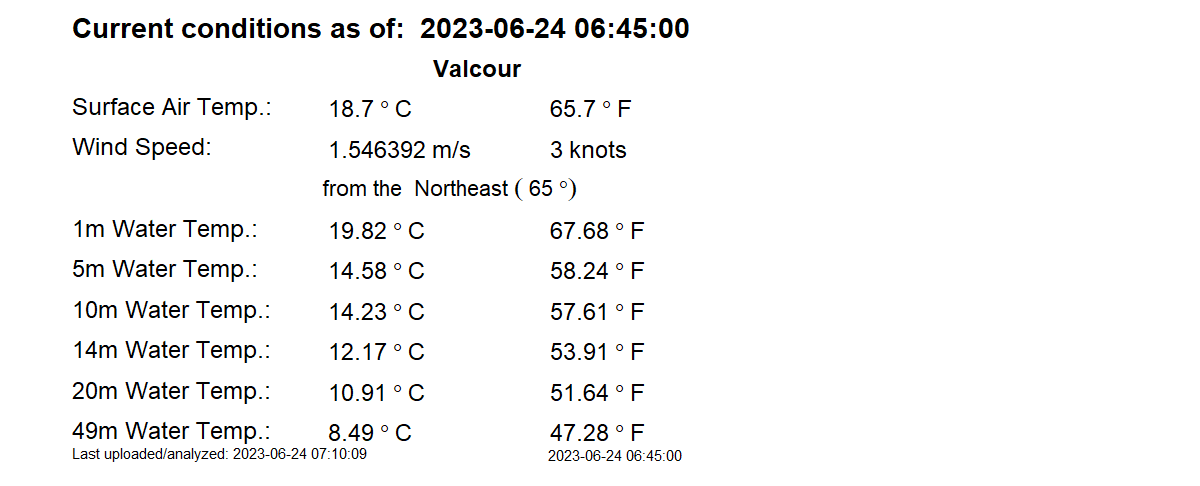 Current conditions as of:  2023-06-24 06:45:00
Valcour
Surface Air Temp.: 18.7 ° C 65.7 ° F
Wind Speed: 1.546392 m/s 3 knots
from the  Northeast ( 65 °)
1m Water Temp.: 19.82 ° C 67.68 ° F
5m Water Temp.: 14.58 ° C 58.24 ° F
10m Water Temp.: 14.23 ° C 57.61 ° F
14m Water Temp.: 12.17 ° C 53.91 ° F
20m Water Temp.: 10.91 ° C 51.64 ° F
49m Water Temp.: 8.49 ° C 47.28 ° F
Last uploaded/analyzed: 2023-06-24 07:10:09 2023-06-24 06:45:00